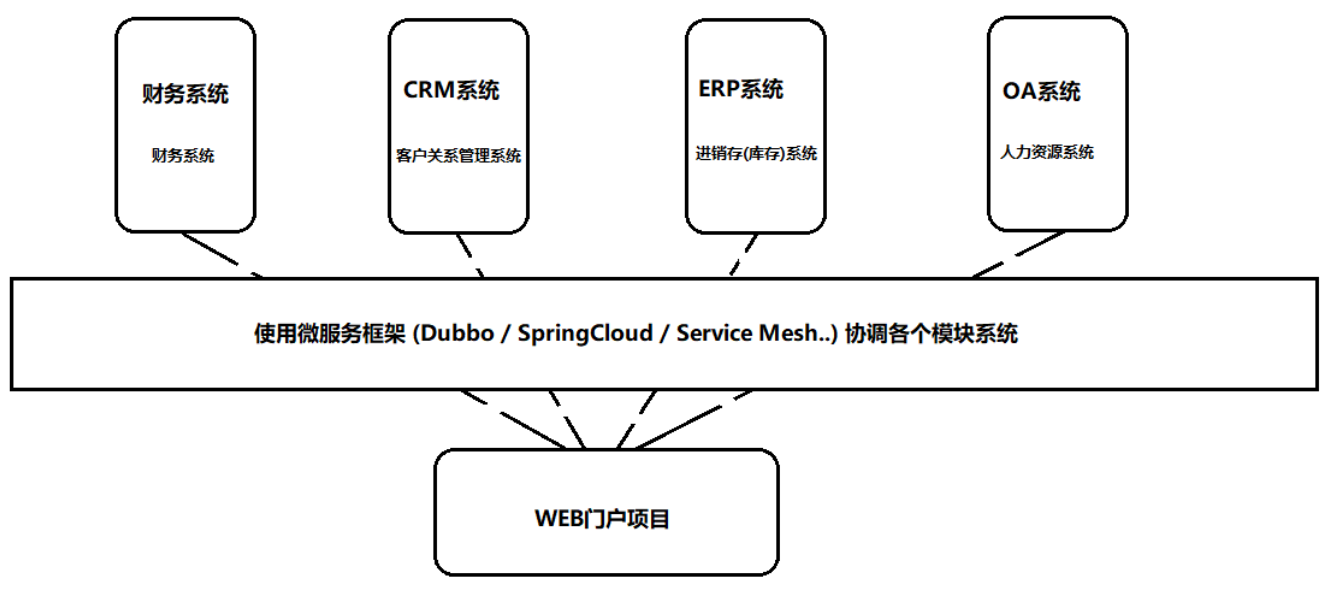 财务系统
财务系统
CRM系统
客户关系管理系统
ERP系统
进销存(库存)系统
OA系统
人力资源系统
使用微服务框架 (Dubbo / SpringCloud / Service Mesh..) 协调各个模块系统
WEB门户项目